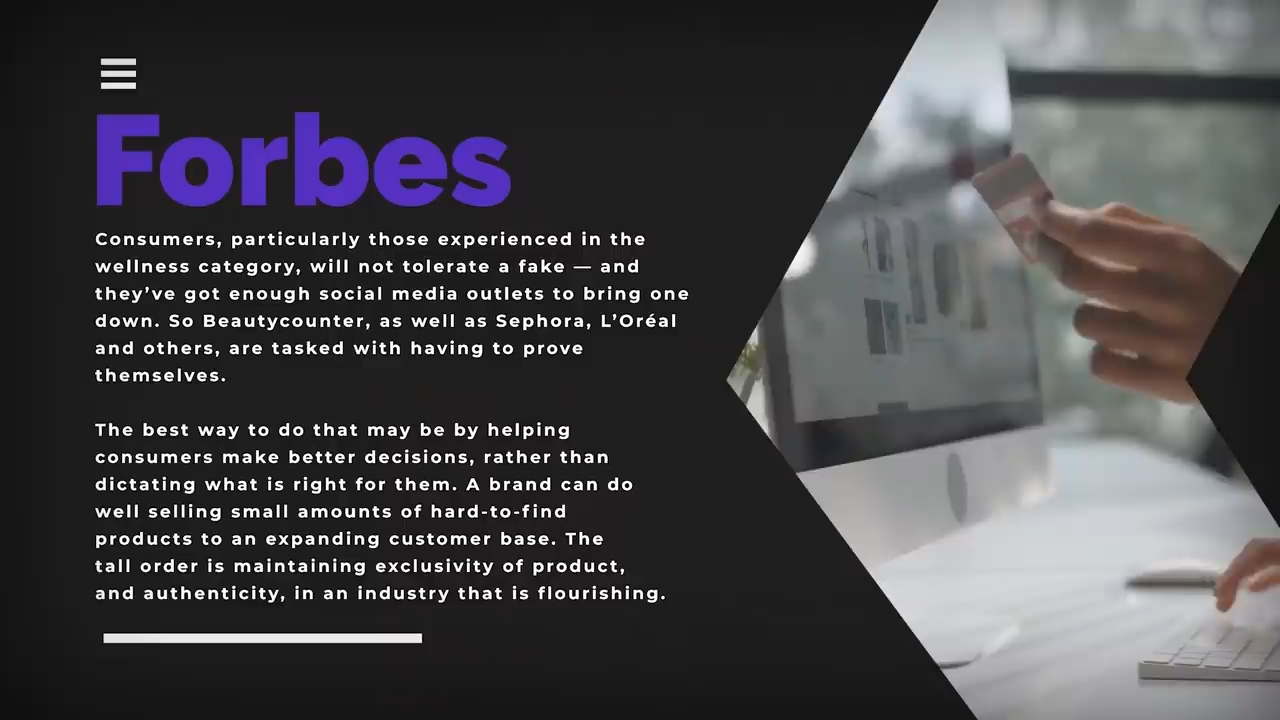 Forbes
Consumers, particularly those experienced in the
wellness category, will not tolerate a fake — and
they’ve got enough social media outlets to bring one
down. So Beautycounter, as well as Sephora, L’Oréal
and others, are tasked with having to prove
themselves.
The best way to do that may be by helping
consumers make better decisions, rather than
dictating what is right for them. A brand can do
well selling small amounts of hard-to-find
products to an expanding customer base. The
tall order is maintaining exclusivity of product,
and authenticity, in an industry that is flourishing.